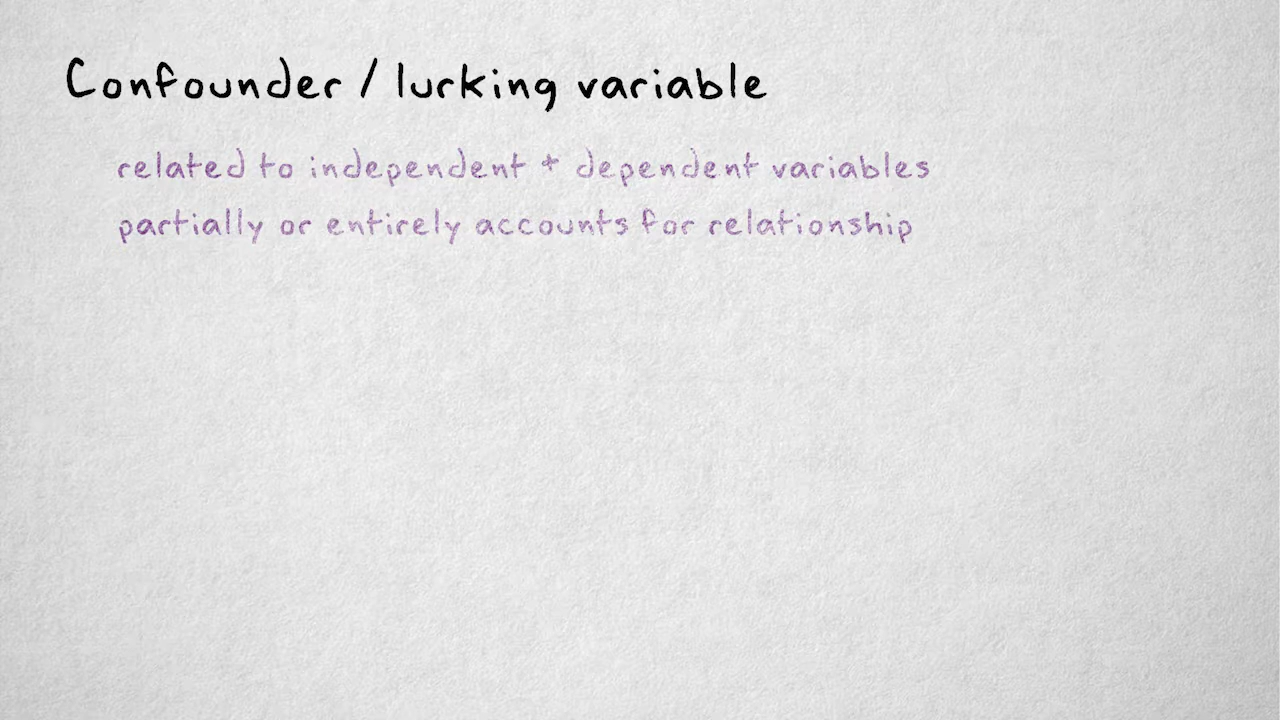 Confounder / lurking variable
related to independent + dependent variables
partially or entirely accounts for relationship